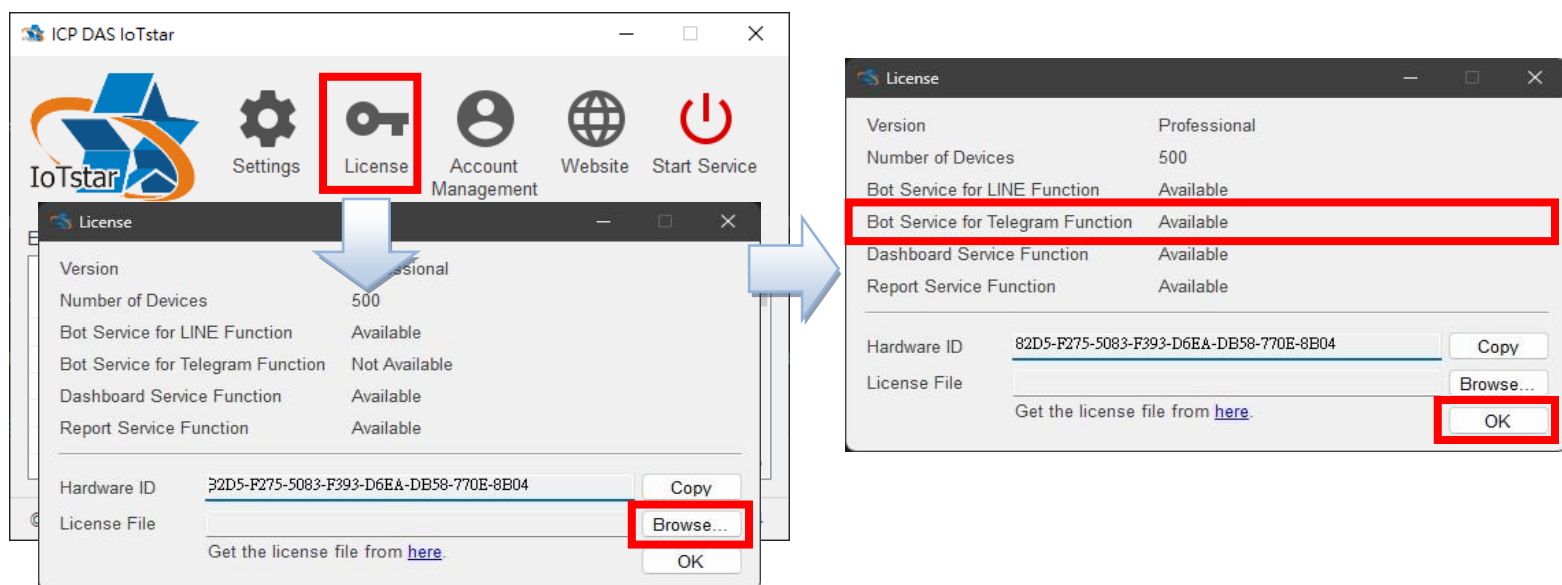 ICP DAS IoTstar
IoTstar
Settings
License
Account
Management
Website
Start Service
E
License
Version
Number of Devices 500
Bot Service for LINE Function Available
Bot Service for Telegram Function Not Available
Dashboard Service Function Available
Report Service Function Available
Hardware ID 82D5-F275-5083-F393-D6EA-DB58-770E-8B04 Copy
License File Browse...
Get the license file from here.
OK
License
Version Professional
Number of Devices 500
Bot Service for LINE Function Available
Bot Service for Telegram Function Available
Dashboard Service Function Available
Report Service Function Available
Hardware ID 82D5-F275-5083-F393-D6EA-DB58-770E-8B04 Copy
License File Browse...
Get the license file from here.
OK